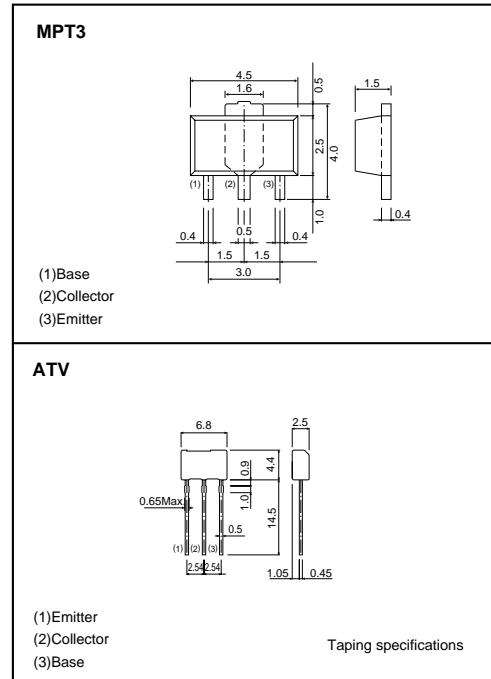 MPT3
4.5
1.6
0.5
1.5
2.5
4.0
(1) (2) (3)
1.0
0.4
0.4 0.5 0.4
1.5 1.5
3.0
(1)Base
(2)Collector
(3)Emitter
ATV
6.8
2.5
4.4
0.9
0.65Max
1.0
14.5
0.5
(1) (2) (3)
2.54 2.54
1.05 0.45
(1)Emitter
(2)Collector
(3)Base
Taping specifications